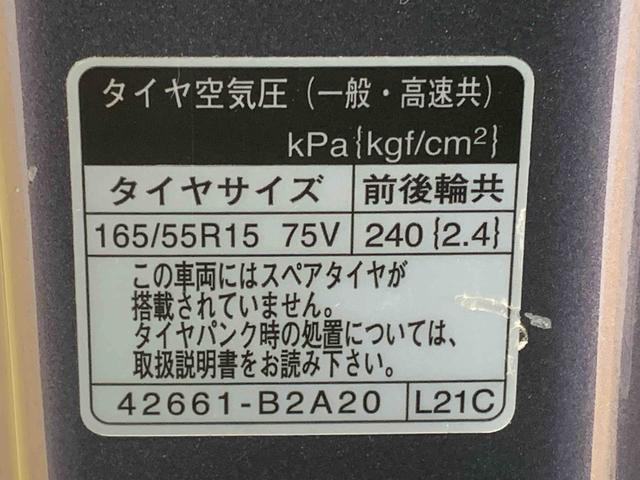 タイヤ空気圧(一般・高速共)
kPa{kgf/cm²}
タイヤサイズ 前後輪共
165/55R15 75V 240{2.4}
この車両にはスペアタイヤが
搭載されていません。
タイヤパンク時の処置については、
取扱説明書をお読み下さい。
42661-B2A20 L21C